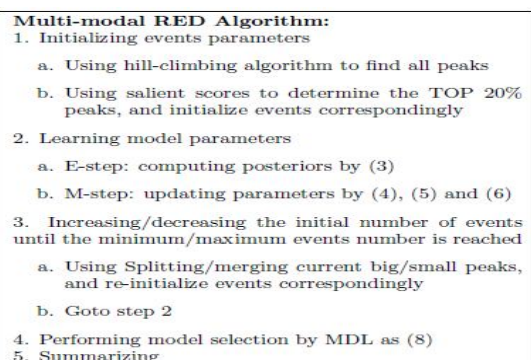 Multi-modal RED Algorithm:
1. Initializing events parameters
a. Using hill-climbing algorithm to find all peaks
b. Using salient scores to determine the TOP 20%
peaks, and initialize events correspondingly
2. Learning model parameters
a. E-step: computing posteriors by (3)
b. M-step: updating parameters by (4), (5) and (6)
3. Increasing/decreasing the initial number of events
until the minimum/maximum events number is reached
a. Using Splitting/merging current big/small peaks,
and re-initialize events correspondingly
b. Goto step 2
4. Performing model selection by MDL as (8)
5. Summarizing